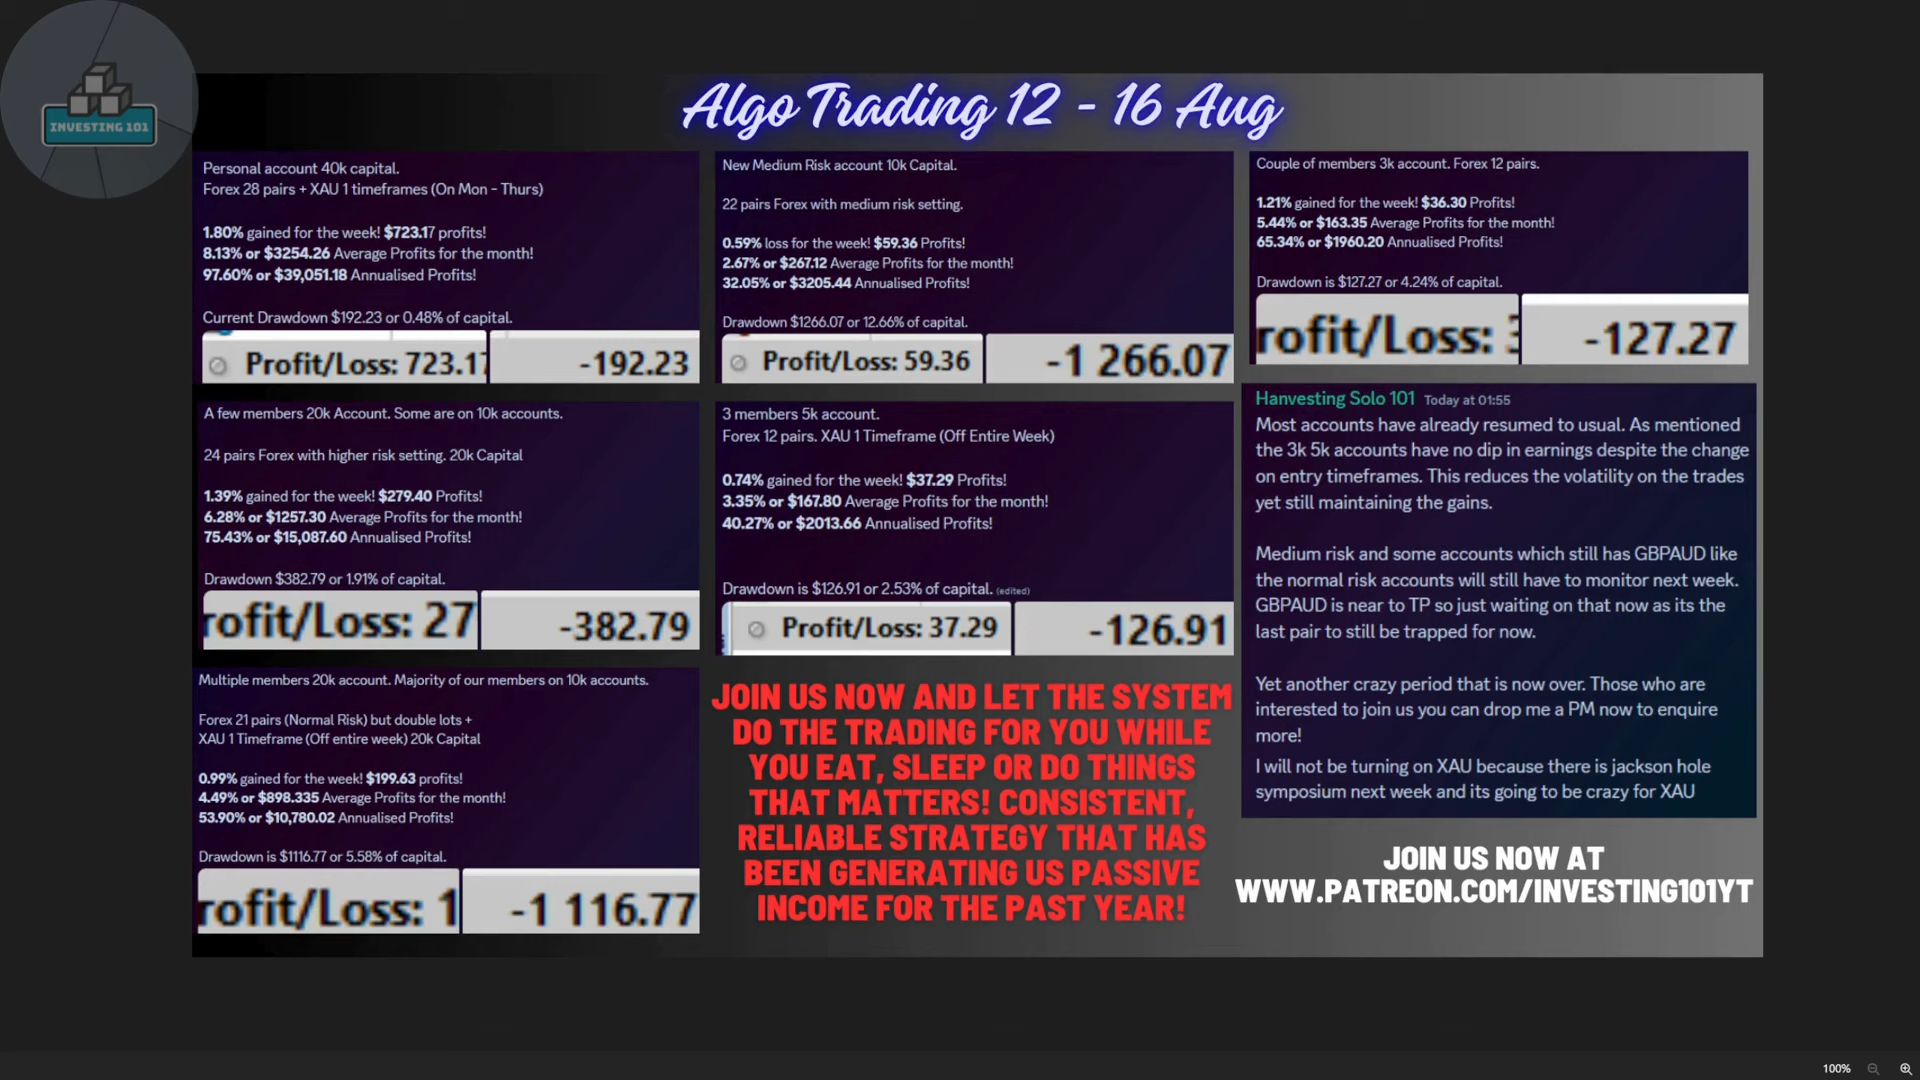 INVESTING 101
Algo Trading 12 - 16 Aug
Personal account 40k capital.
Forex 28 pairs + XAU 1 timeframes (On Mon - Thurs)
1.80% gained for the week! $723.17 profits!
8.13% or $3254.26 Average Profits for the month!
97.60% or $39,051.18 Annualised Profits!
Current Drawdown $192.23 or 0.48% of capital.
Profit/Loss: 723.17
-192.23
A few members 20k Account. Some are on 10k accounts.
24 pairs Forex with higher risk setting. 20k Capital
1.39% gained for the week! $279.40 Profits!
6.28% or $1257.30 Average Profits for the month!
75.43% or $15,087.60 Annualised Profits!
Drawdown $382.79 or 1.91% of capital.
rofit/Loss: 27
-382.79
Multiple members 20k account. Majority of our members on 10k accounts.
Forex 21 pairs (Normal Risk) but double lots +
XAU 1 Timeframe (Off entire week) 20k Capital
0.99% gained for the week! $199.63 profits!
4.49% or $898.335 Average Profits for the month!
53.90% or $10,780.02 Annualised Profits!
Drawdown is $1116.77 or 5.58% of capital.
rofit/Loss: 1
-1 116.77
New Medium Risk account 10k Capital.
22 pairs Forex with medium risk setting.
0.59% loss for the week! $59.36 Profits!
2.67% or $267.12 Average Profits for the month!
32.05% or $3205.44 Annualised Profits!
Drawdown $1266.07 or 12.66% of capital.
Profit/Loss: 59.36
-1 266.07
3 members 5k account.
Forex 12 pairs. XAU 1 Timeframe (Off Entire Week)
0.74% gained for the week! $37.29 Profits!
3.35% or $167.80 Average Profits for the month!
40.27% or $2013.66 Annualised Profits!
Drawdown is $126.91 or 2.53% of capital. (edited)
Profit/Loss: 37.29
-126.91
JOIN US NOW AND LET THE SYSTEM
DO THE TRADING FOR YOU WHILE
YOU EAT, SLEEP OR DO THINGS
THAT MATTERS! CONSISTENT,
RELIABLE STRATEGY THAT HAS
BEEN GENERATING US PASSIVE
INCOME FOR THE PAST YEAR!
Couple of members 3k account. Forex 12 pairs.
1.21% gained for the week! $36.30 Profits!
5.44% or $163.35 Average Profits for the month!
65.34% or $1960.20 Annualised Profits!
Drawdown is $127.27 or 4.24% of capital.
rofit/Loss: 3
-127.27
Hanvesting Solo 101 Today at 01:55
Most accounts have already resumed to usual. As mentioned
the 3k 5k accounts have no dip in earnings despite the change
on entry timeframes. This reduces the volatility on the trades
yet still maintaining the gains.
Medium risk and some accounts which still has GBPAUD like
the normal risk accounts will still have to monitor next week.
GBPAUD is near to TP so just waiting on that now as its the
last pair to still be trapped for now.
Yet another crazy period that is now over. Those who are
interested to join us you can drop me a PM now to enquire
more!
I will not be turning on XAU because there is jackson hole
symposium next week and its going to be crazy for XAU
JOIN US NOW AT
WWW.PATREON.COM/INVESTING101YT
100%